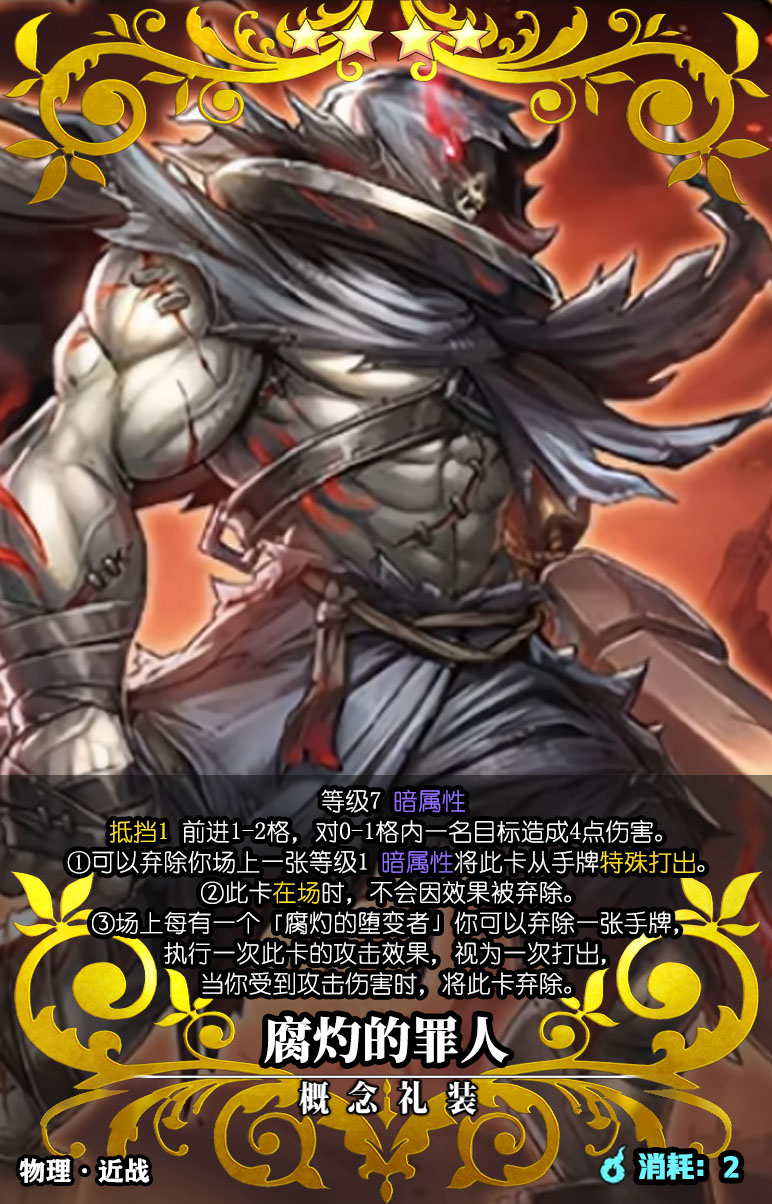 等级7 暗属性
抵挡1 前进1-2格，对0-1格内一名目标造成4点伤害。
①可以弃除你场上一张等级1 暗属性将此卡从手牌特殊打出。
②此卡在场时，不会因效果被弃除。
③场上每有一个「腐灼的堕变者」你可以弃除一张手牌，
执行一次此卡的攻击效果，视为一次打出，
当你受到攻击伤害时，将此卡弃除。
腐灼的罪人
概念礼装
物理·近战
消耗：2